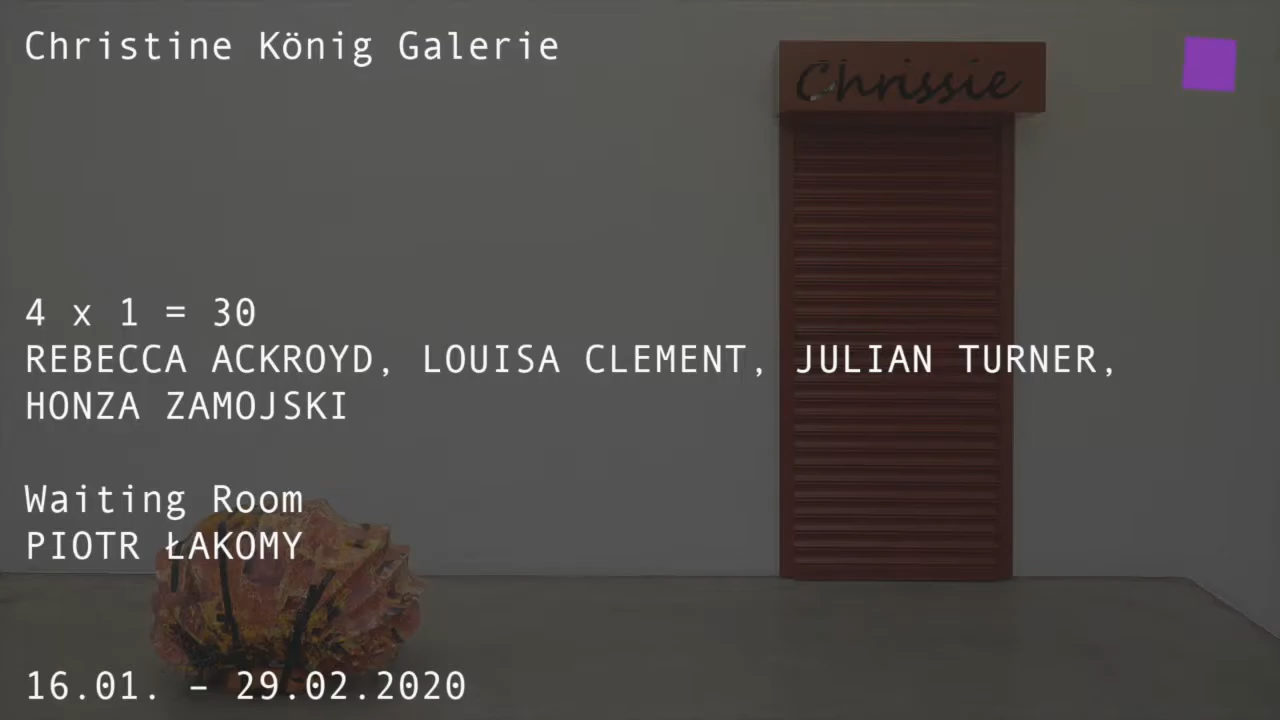 Christine König Galerie
Chrissie
4 x 1 = 30
REBECCA ACKROYD, LOUISA CLEMENT, JULIAN TURNER,
HONZA ZAMOJSKI
Waiting Room
PIOTR ŁAKOMY
16.01. – 29.02.2020